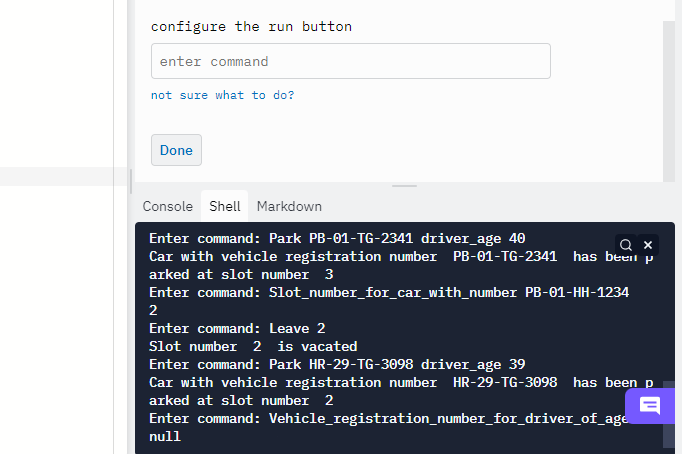 configure the run button
enter command
not sure what to do?
Done
Console Shell Markdown
Enter command: Park PB-01-TG-2341 driver_age 40
Car with vehicle registration number  PB-01-TG-2341  has been p
arked at slot number  3
Enter command: Slot_number_for_car_with_number PB-01-HH-1234
2
Enter command: Leave 2
Slot number  2  is vacated
Enter command: Park HR-29-TG-3098 driver_age 39
Car with vehicle registration number  HR-29-TG-3098  has been p
arked at slot number  2
Enter command: Vehicle_registration_number_for_driver_of_age
null